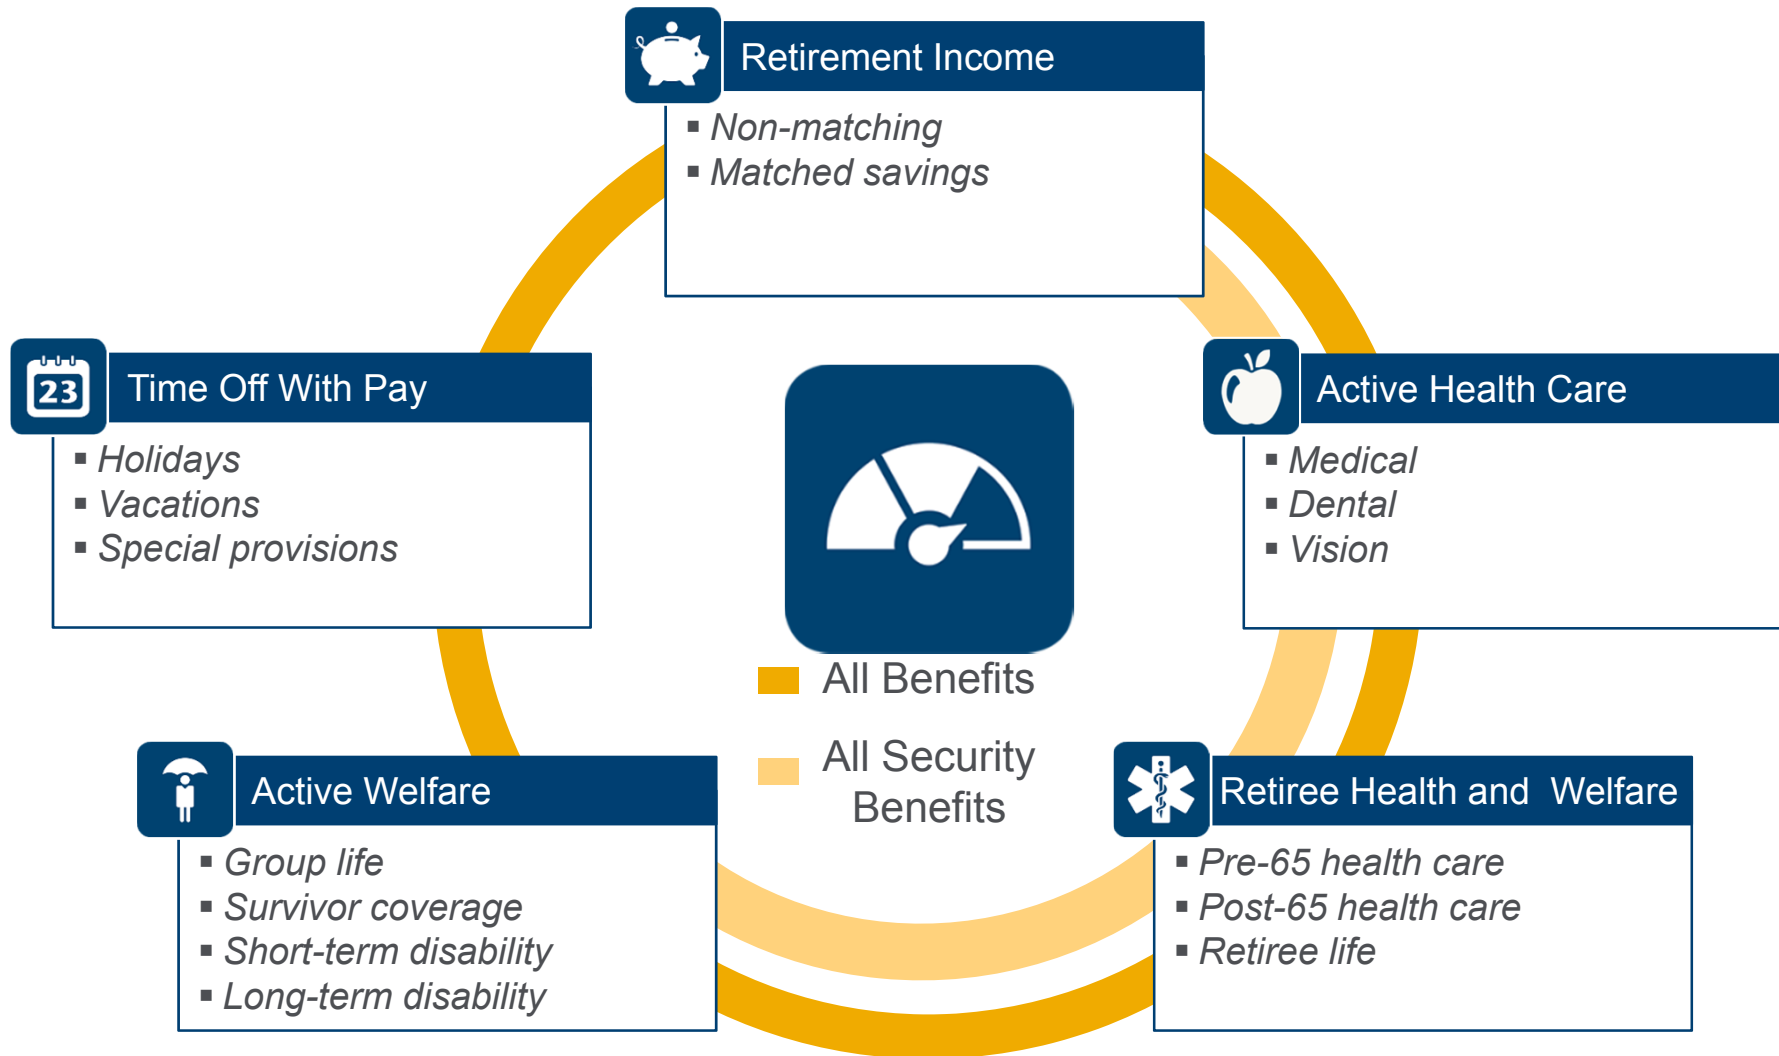 Retirement Income
▪ Non-matching
▪ Matched savings
23
Time Off With Pay
▪ Holidays
▪ Vacations
▪ Special provisions
Active Health Care
▪ Medical
▪ Dental
▪ Vision
All Benefits
All Security
Benefits
Active Welfare
▪ Group life
▪ Survivor coverage
▪ Short-term disability
▪ Long-term disability
Retiree Health and  Welfare
▪ Pre-65 health care
▪ Post-65 health care
▪ Retiree life